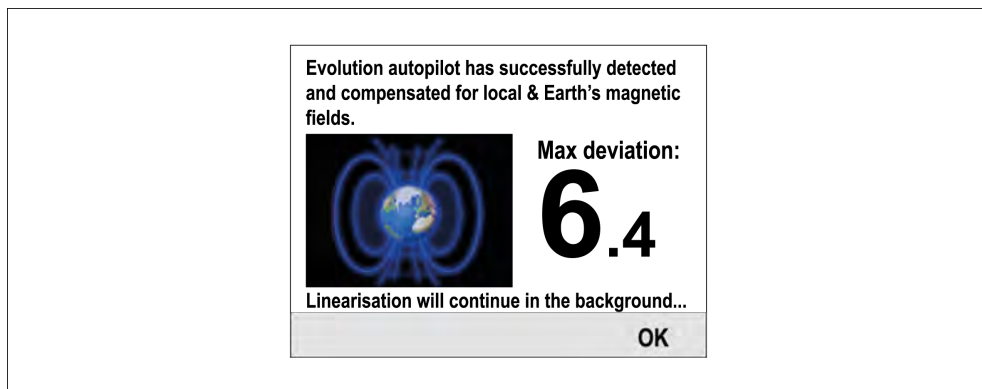 Evolution autopilot has successfully detected
and compensated for local & Earth's magnetic
fields.
Max deviation:
6.4
Linearisation will continue in the background...
OK